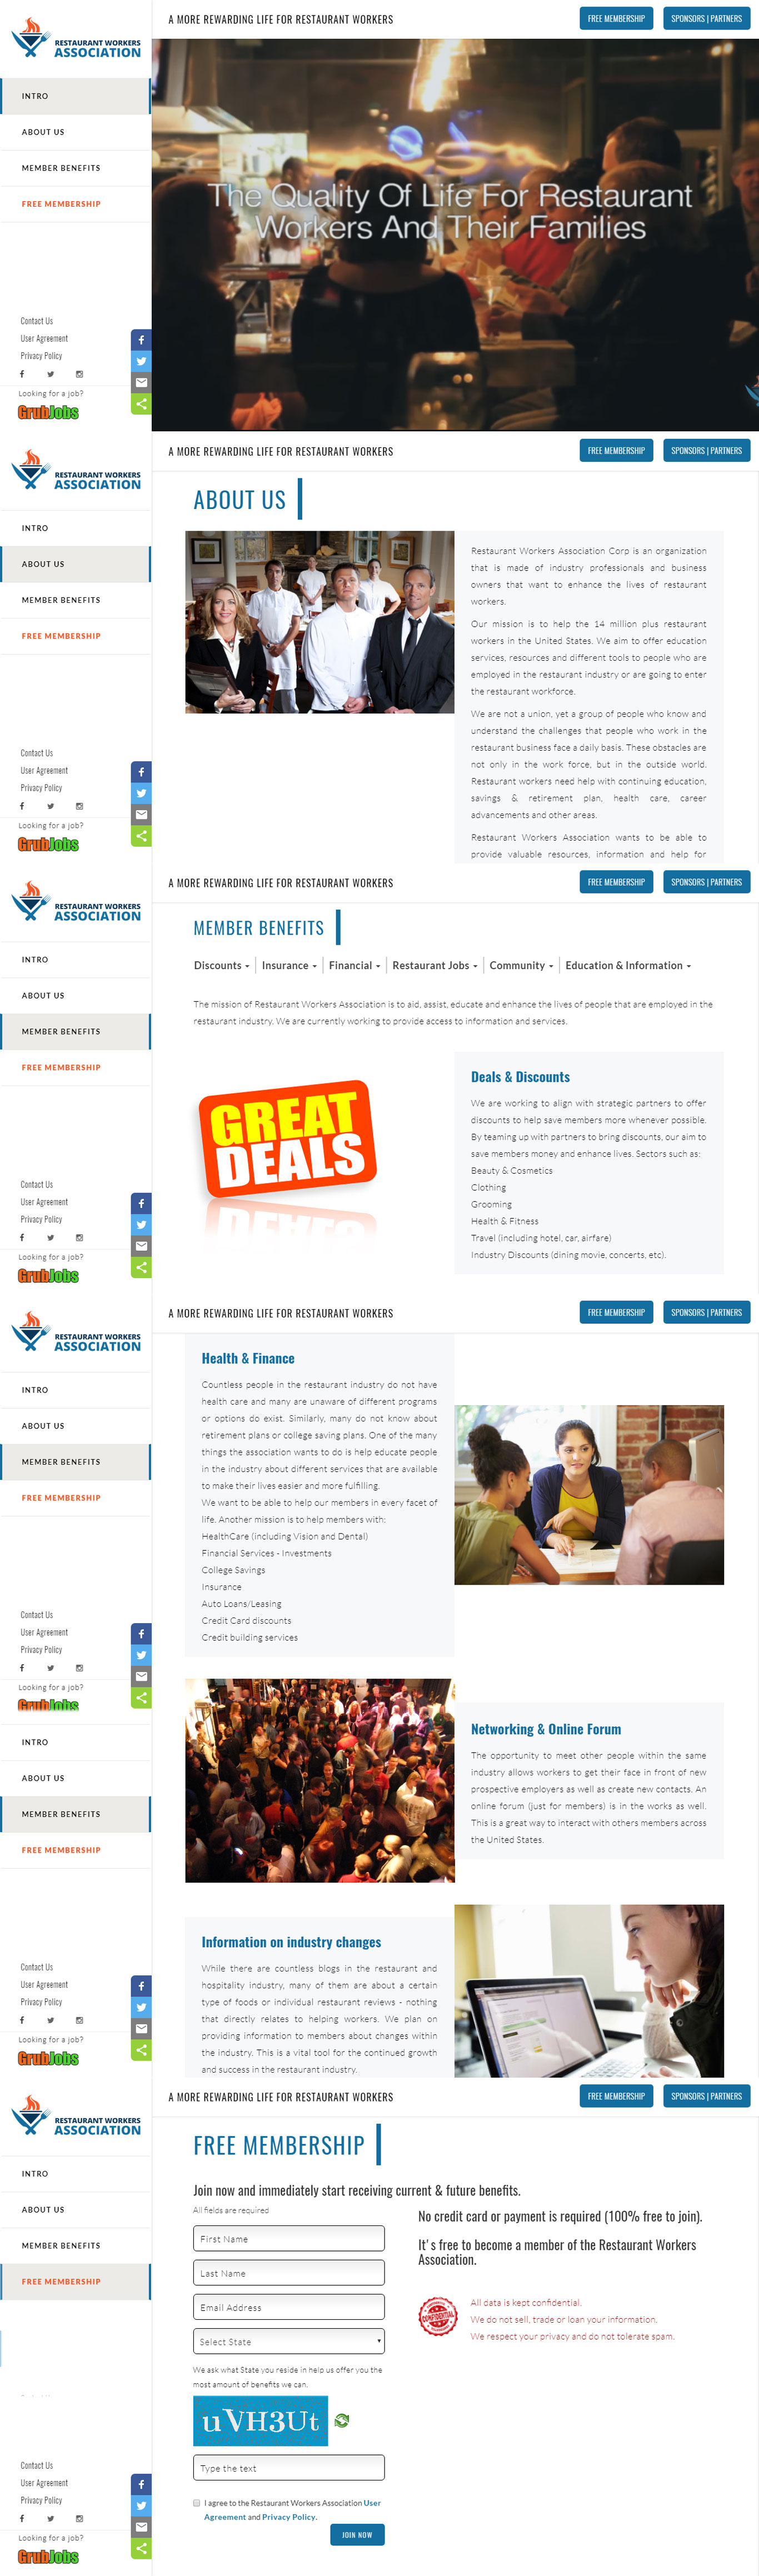 RESTAURANT WORKERS
ASSOCIATION
A MORE REWARDING LIFE FOR RESTAURANT WORKERS
FREE MEMBERSHIP
SPONSORS | PARTNERS
INTRO
ABOUT US
MEMBER BENEFITS
FREE MEMBERSHIP
The Quality Of Life For Restaurant
Workers And Their Families
Contact Us
User Agreement
Privacy Policy
Looking for a job?
GrubJobs
RESTAURANT WORKERS
ASSOCIATION
A MORE REWARDING LIFE FOR RESTAURANT WORKERS
FREE MEMBERSHIP
SPONSORS | PARTNERS
INTRO
ABOUT US
MEMBER BENEFITS
FREE MEMBERSHIP
Contact Us
User Agreement
Privacy Policy
Looking for a job?
GrubJobs
ABOUT US
Restaurant Workers Association Corp is an organization
that is made of industry professionals and business
owners that want to enhance the lives of restaurant
workers.
Our mission is to help the 14 million plus restaurant
workers in the United States. We aim to offer education
services, resources and different tools to people who are
employed in the restaurant industry or are going to enter
the restaurant workforce.
We are not a union, yet a group of people who know and
understand the challenges that people who work in the
restaurant business face a daily basis. These obstacles are
not only in the work force, but in the outside world.
Restaurant workers need help with continuing education,
savings & retirement plan, health care, career
advancements and other areas.
Restaurant Workers Association wants to be able to
provide valuable resources, information and help for
RESTAURANT WORKERS
ASSOCIATION
A MORE REWARDING LIFE FOR RESTAURANT WORKERS
FREE MEMBERSHIP
SPONSORS | PARTNERS
INTRO
ABOUT US
MEMBER BENEFITS
FREE MEMBERSHIP
Contact Us
User Agreement
Privacy Policy
Looking for a job?
GrubJobs
MEMBER BENEFITS
Discounts
Insurance
Financial
Restaurant Jobs
Community
Education & Information
The mission of Restaurant Workers Association is to aid, assist, educate and enhance the lives of people that are employed in the
restaurant industry. We are currently working to provide access to information and services.
GREAT
DEALS
Deals & Discounts
We are working to align with strategic partners to offer
discounts to help save members more whenever possible.
By teaming up with partners to bring discounts, our aim to
save members money and enhance lives. Sectors such as:
Beauty & Cosmetics
Clothing
Grooming
Health & Fitness
Travel (including hotel, car, airfare)
Industry Discounts (dining movie, concerts, etc).
RESTAURANT WORKERS
ASSOCIATION
A MORE REWARDING LIFE FOR RESTAURANT WORKERS
FREE MEMBERSHIP
SPONSORS | PARTNERS
INTRO
ABOUT US
MEMBER BENEFITS
FREE MEMBERSHIP
Contact Us
User Agreement
Privacy Policy
Looking for a job?
GrubJobs
Health & Finance
Countless people in the restaurant industry do not have
health care and many are unaware of different programs
or options do exist. Similarly, many do not know about
retirement plans or college saving plans. One of the many
things the association wants to do is help educate people
in the industry about different services that are available
to make their lives easier and more fulfilling.
We want to be able to help our members in every facet of
life. Another mission is to help members with:
HealthCare (including Vision and Dental)
Financial Services - Investments
College Savings
Insurance
Auto Loans/Leasing
Credit Card discounts
Credit building services
INTRO
ABOUT US
MEMBER BENEFITS
FREE MEMBERSHIP
Contact Us
User Agreement
Privacy Policy
Looking for a job?
GrubJobs
Networking & Online Forum
The opportunity to meet other people within the same
industry allows workers to get their face in front of new
prospective employers as well as create new contacts. An
online forum (just for members) is in the works as well.
This is a great way to interact with others members across
the United States.
Information on industry changes
While there are countless blogs in the restaurant and
hospitality industry, many of them are about a certain
type of foods or individual restaurant reviews - nothing
that directly relates to helping workers. We plan on
providing information to members about changes within
the industry. This is a vital tool for the continued growth
and success in the restaurant industry.
RESTAURANT WORKERS
ASSOCIATION
A MORE REWARDING LIFE FOR RESTAURANT WORKERS
FREE MEMBERSHIP
SPONSORS | PARTNERS
INTRO
ABOUT US
MEMBER BENEFITS
FREE MEMBERSHIP
FREE MEMBERSHIP
Join now and immediately start receiving current & future benefits.
All fields are required
First Name
Last Name
Email Address
Select State
We ask what State you reside in help us offer you the
most amount of benefits we can.
uVH3Ut
Type the text
I agree to the Restaurant Workers Association User
Agreement and Privacy Policy.
JOIN NOW
No credit card or payment is required (100% free to join).
It's free to become a member of the Restaurant Workers
Association.
CONFIDENTIAL
All data is kept confidential.
We do not sell, trade or loan your information.
We respect your privacy and do not tolerate spam.
Contact Us
User Agreement
Privacy Policy
Looking for a job?
GrubJobs